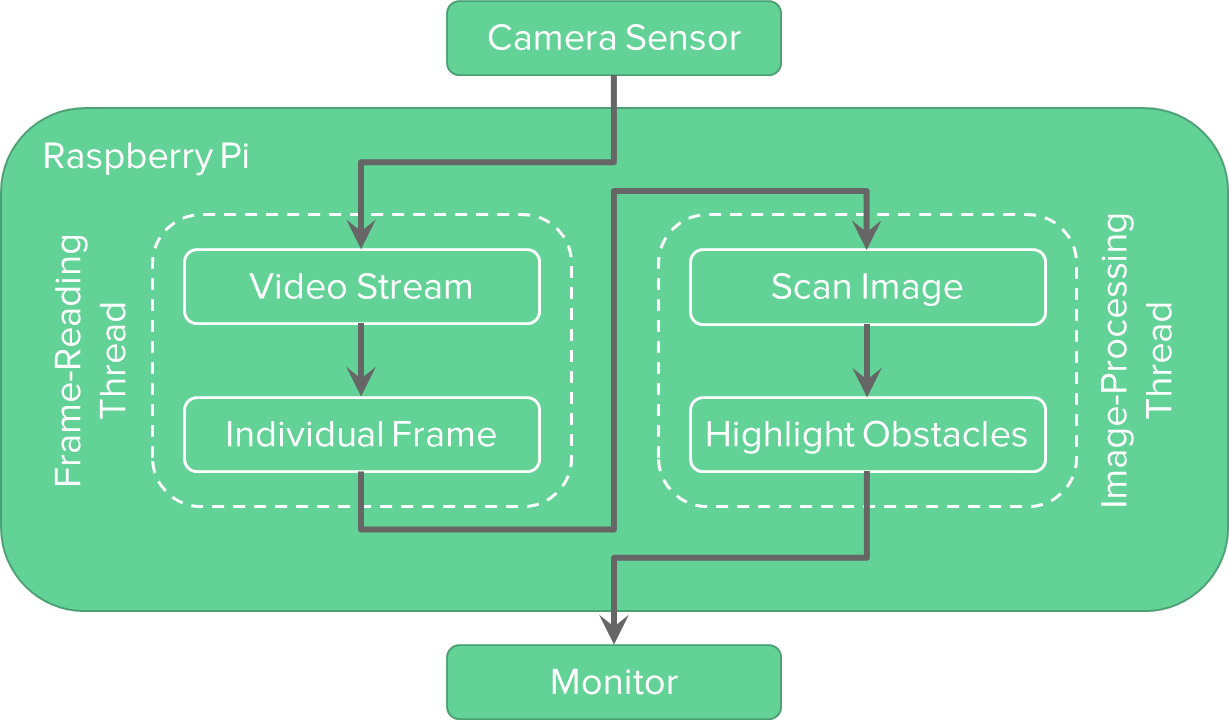 Camera Sensor
Raspberry Pi
Frame-Reading
Thread
Video Stream
Individual Frame
Scan Image
Highlight Obstacles
Image-Processing
Thread
Monitor